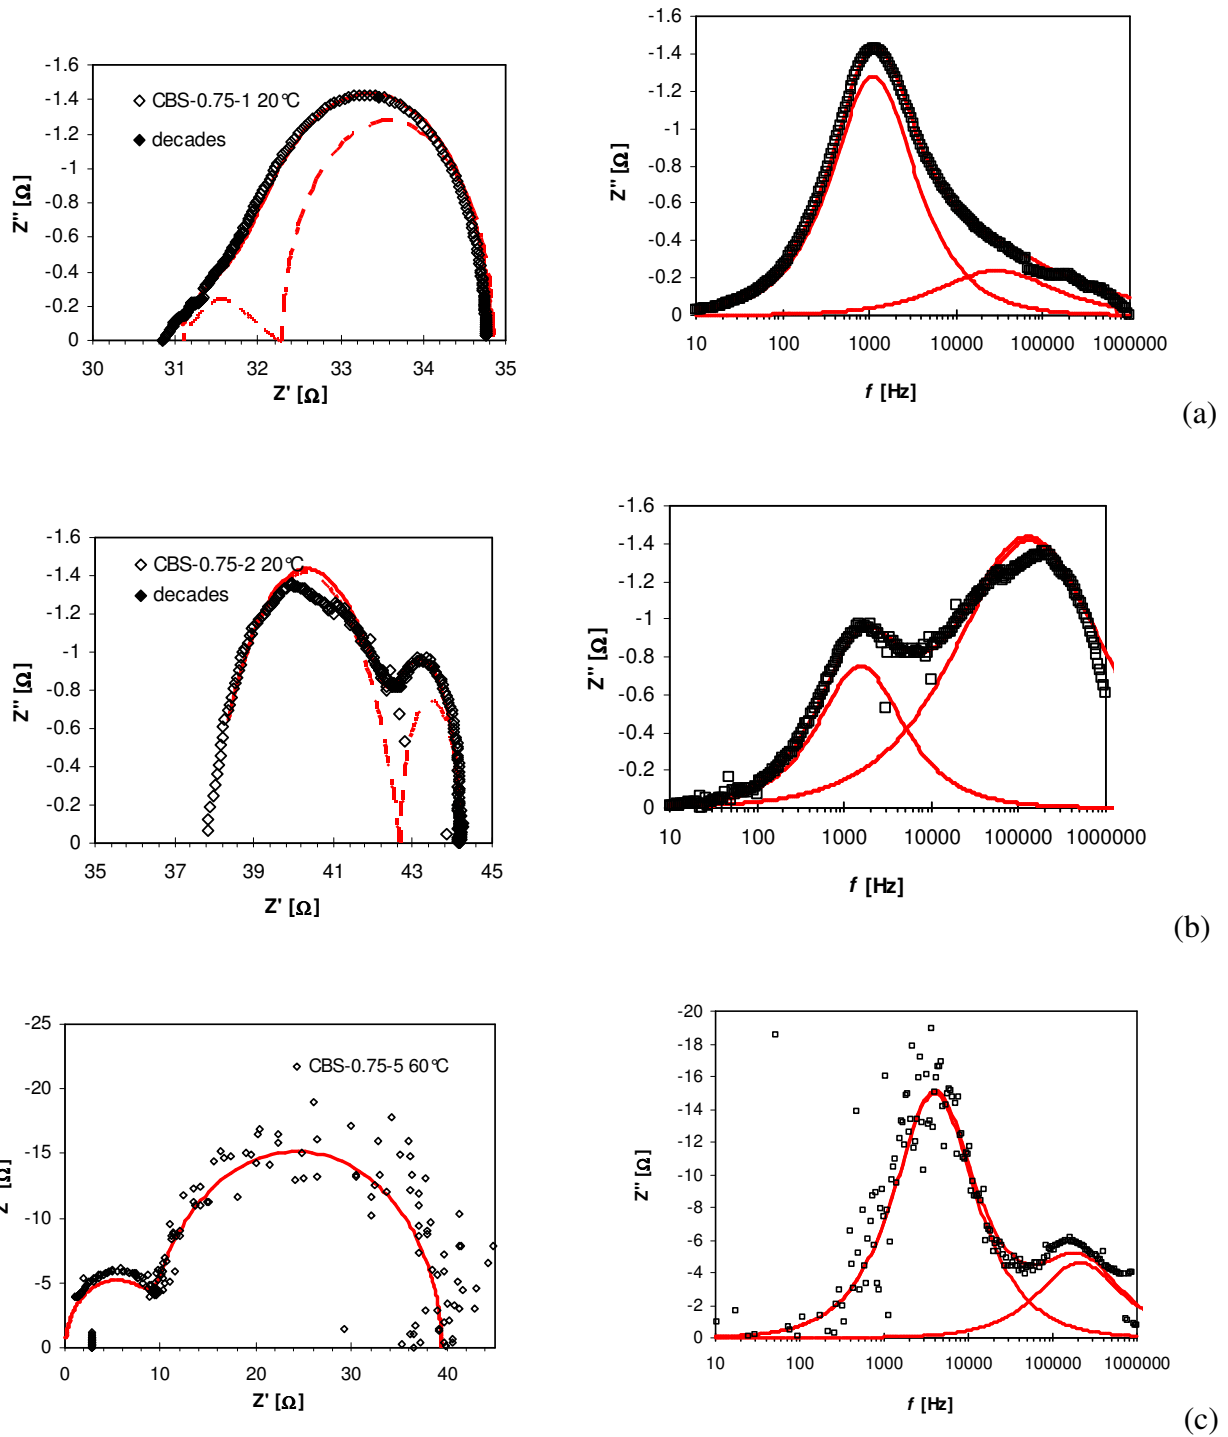 -1.6
-1.4
-1.2
-1
-0.8
-0.6
-0.4
-0.2
0
Z'' [Ω]
CBS-0.75-1 20°C
decades
30 31 32 33 34 35
Z' [Ω]
-1.6
-1.4
-1.2
-1
-0.8
-0.6
-0.4
-0.2
0
Z'' [Ω]
10 100 1000 10000 100000 1000000
f [Hz]
(a)
-1.6
-1.4
-1.2
-1
-0.8
-0.6
-0.4
-0.2
0
Z'' [Ω]
CBS-0.75-2 20°C
decades
35 37 39 41 43 45
Z' [Ω]
-1.6
-1.4
-1.2
-1
-0.8
-0.6
-0.4
-0.2
0
Z'' [Ω]
10 100 1000 10000 100000 1000000
f [Hz]
(b)
-25
-20
-15
-10
-5
0
[Ω]
CBS-0.75-5 60°C
0 10 20 30 40
Z' [Ω]
-20
-18
-16
-14
-12
-10
-8
-6
-4
-2
0
Z'' [Ω]
10 100 1000 10000 100000 1000000
f [Hz]
(c)